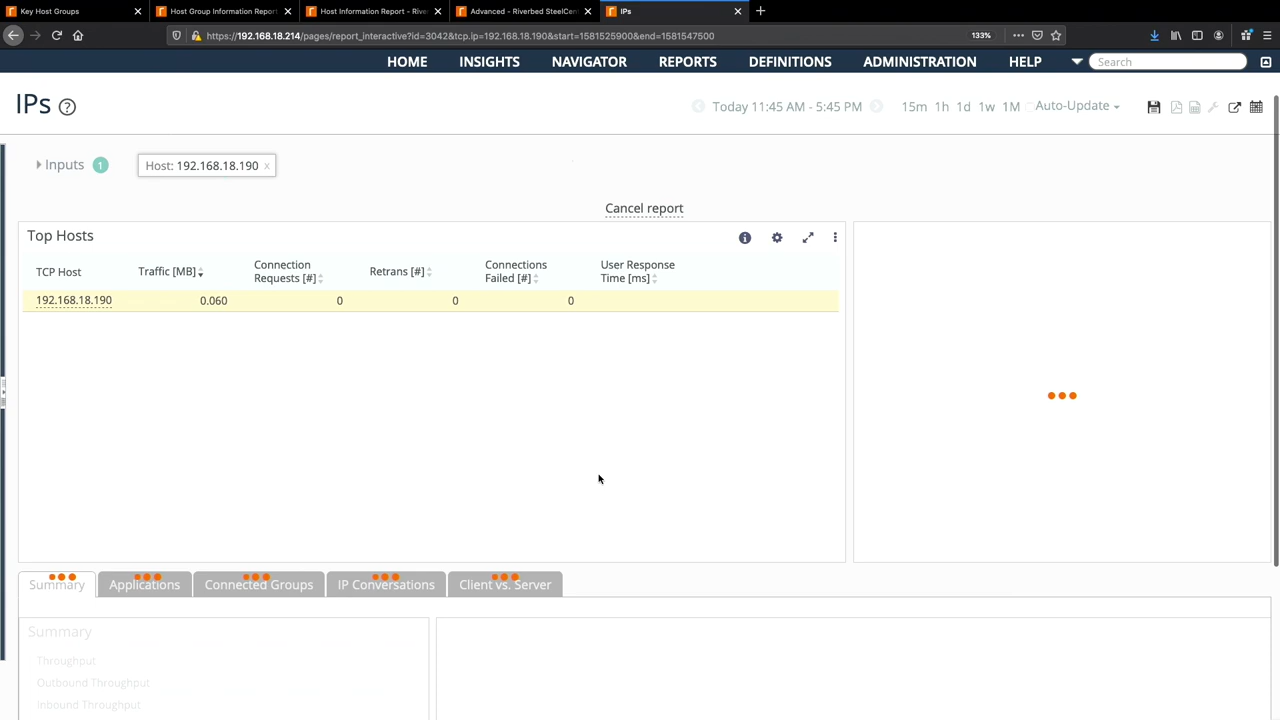 Key Host Groups
Host Group Information Report
Host Information Report - Rive
Advanced - Riverbed SteelCen
IPs
https://192.168.18.214/pages/report_interactive?id=3042&tcp.ip=192.168.18.190&start=1581525900&end=1581547500
133%
HOME INSIGHTS NAVIGATOR REPORTS DEFINITIONS ADMINISTRATION HELP Search
IPs ?
Today 11:45 AM - 5:45 PM 15m 1h 1d 1w 1M Auto-Update
Inputs 1 Host: 192.168.18.190 x
Cancel report
Top Hosts
TCP Host
Traffic [MB]
Connection
Requests [#]
Retrans [#]
Connections
Failed [#]
User Response
Time [ms]
192.168.18.190 0.060 0 0 0
Summary Applications Connected Groups IP Conversations Client vs. Server
Summary
Throughput
Outbound Throughput
Inbound Throughput